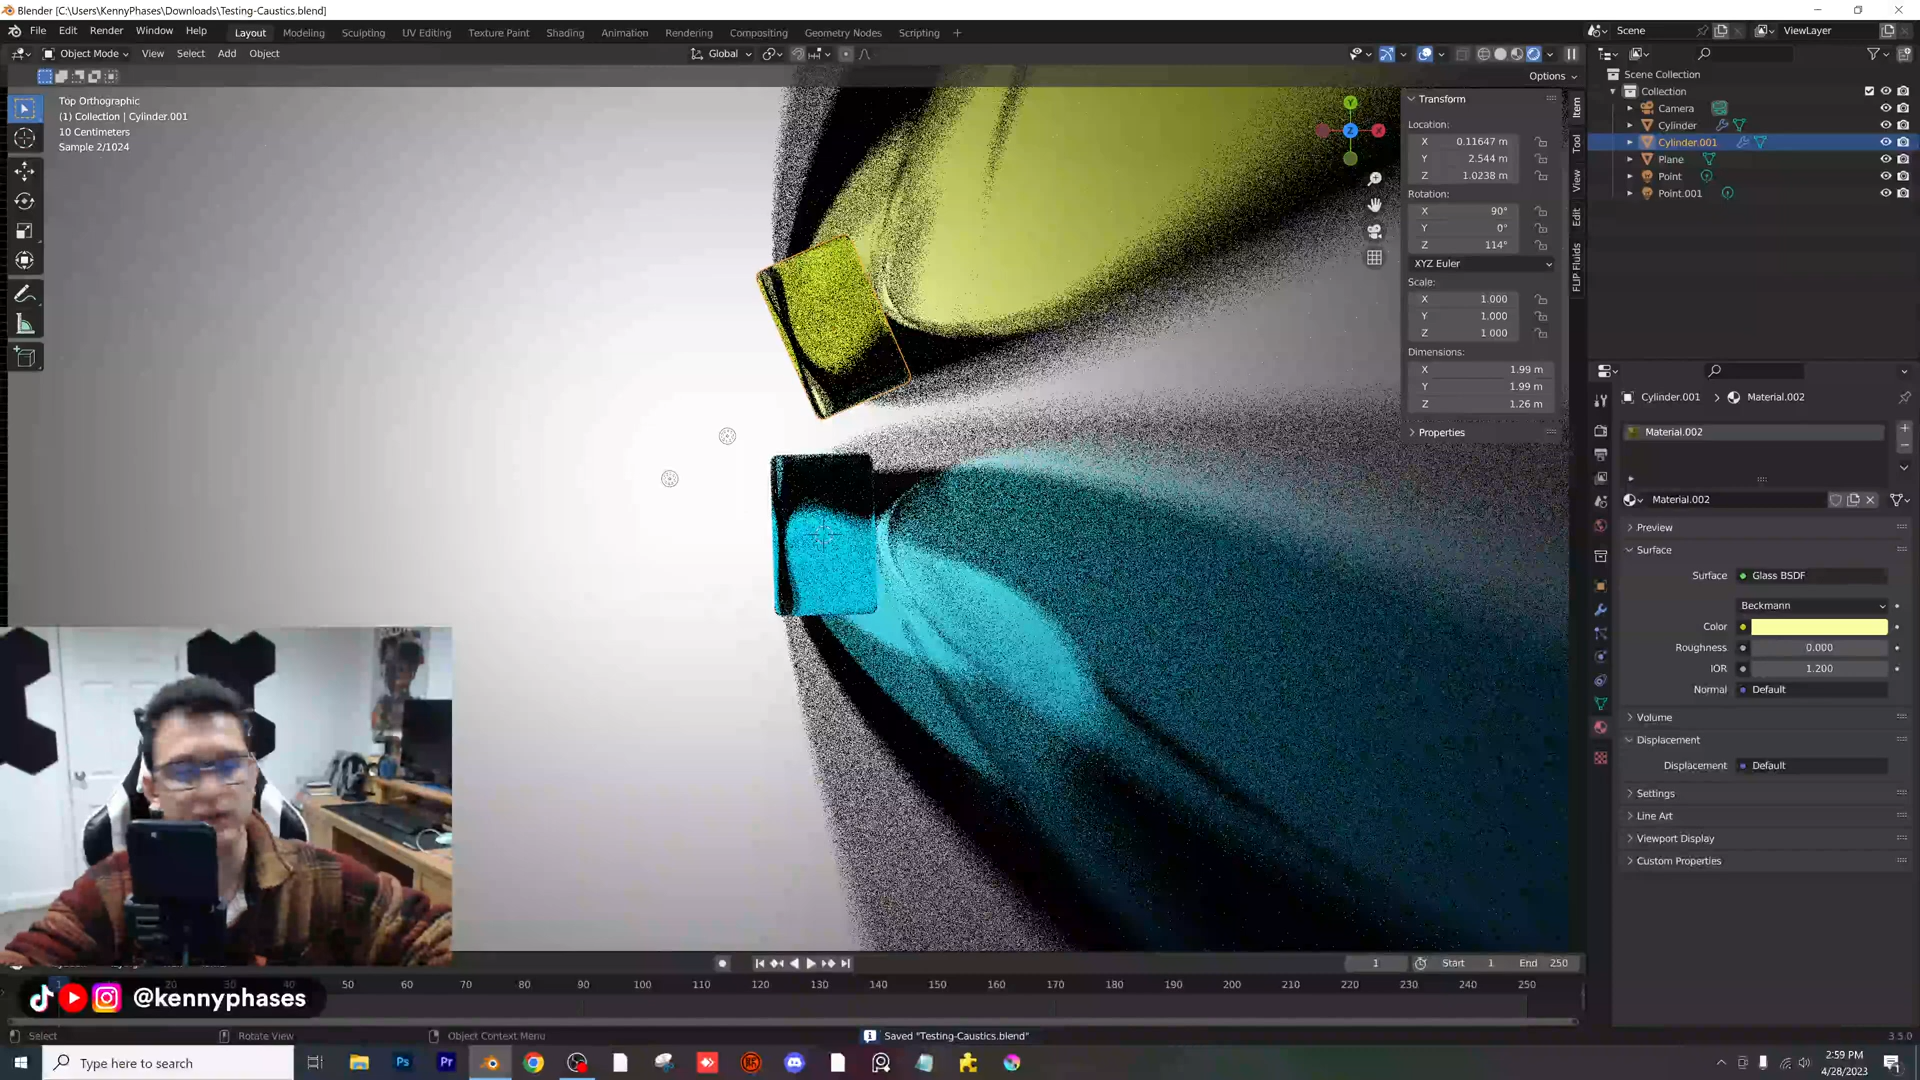 Blender [C:\Users\KennyPhases\Downloads\Testing-Caustics.blend]
File Edit Render Window Help Layout Modeling Sculpting UV Editing Texture Paint Shading Animation Rendering Compositing Geometry Nodes Scripting + Scene ViewLayer
Object Mode View Select Add Object Global
Options
Top Orthographic
(1) Collection | Cylinder.001
10 Centimeters
Sample 2/1024
Transform
Location:
X 0.11647 m
Y 2.544 m
Z 1.0238 m
Rotation:
X 90°
Y 0°
Z 114°
XYZ Euler
Scale:
X 1.000
Y 1.000
Z 1.000
Dimensions:
X 1.99 m
Y 1.99 m
Z 1.26 m
Properties
Item
Tool
View
Edit
FLIP Fluids
Y
Z
X
Scene Collection
Collection
Camera
Cylinder
Cylinder.001
Plane
Point
Point.001
Cylinder.001 > Material.002
Material.002
Material.002
Preview
Surface
Surface Glass BSDF
Beckmann
Color
Roughness 0.000
IOR 1.200
Normal Default
Volume
Displacement
Displacement Default
Settings
Line Art
Viewport Display
Custom Properties
1 Start 1 End 250
50 60 70 80 90 100 110 120 130 140 150 160 170 180 190 200 210 220 230 240 250
@kennyphases
Select Rotate View Object Context Menu Saved "Testing-Caustics.blend" 3.5.0
Type here to search
Ps
Pr
2:59 PM
4/28/2023